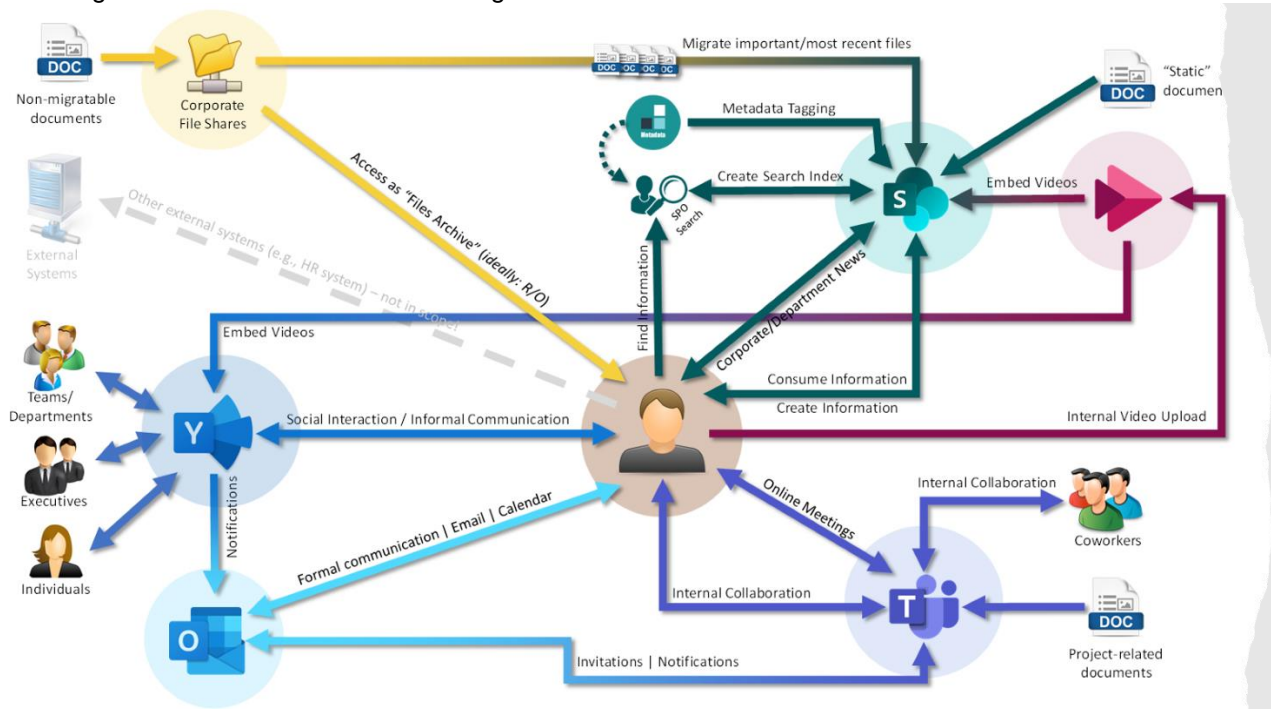 Migrate important/most recent files
DOC
DOC
DOC
DOC
DOC
DOC
Non-migratable
documents
Corporate
File Shares
"Static"
documen
Metadata
Metadata Tagging
Create Search Index
SPO
Search
S
Embed Videos
Access as "Files Archive" (ideally: R/O)
Other external systems (e.g., HR system) – not in scope!
External
Systems
Find Information
Corporate/Department News
Embed Videos
Teams/
Departments
Consume Information
Create Information
Y
Social Interaction / Informal Communication
Internal Video Upload
Executives
Notifications
Online Meetings
Internal Collaboration
Coworkers
Individuals
Formal communication | Email | Calendar
Internal Collaboration
T
DOC
Project-related
documents
O
Invitations | Notifications